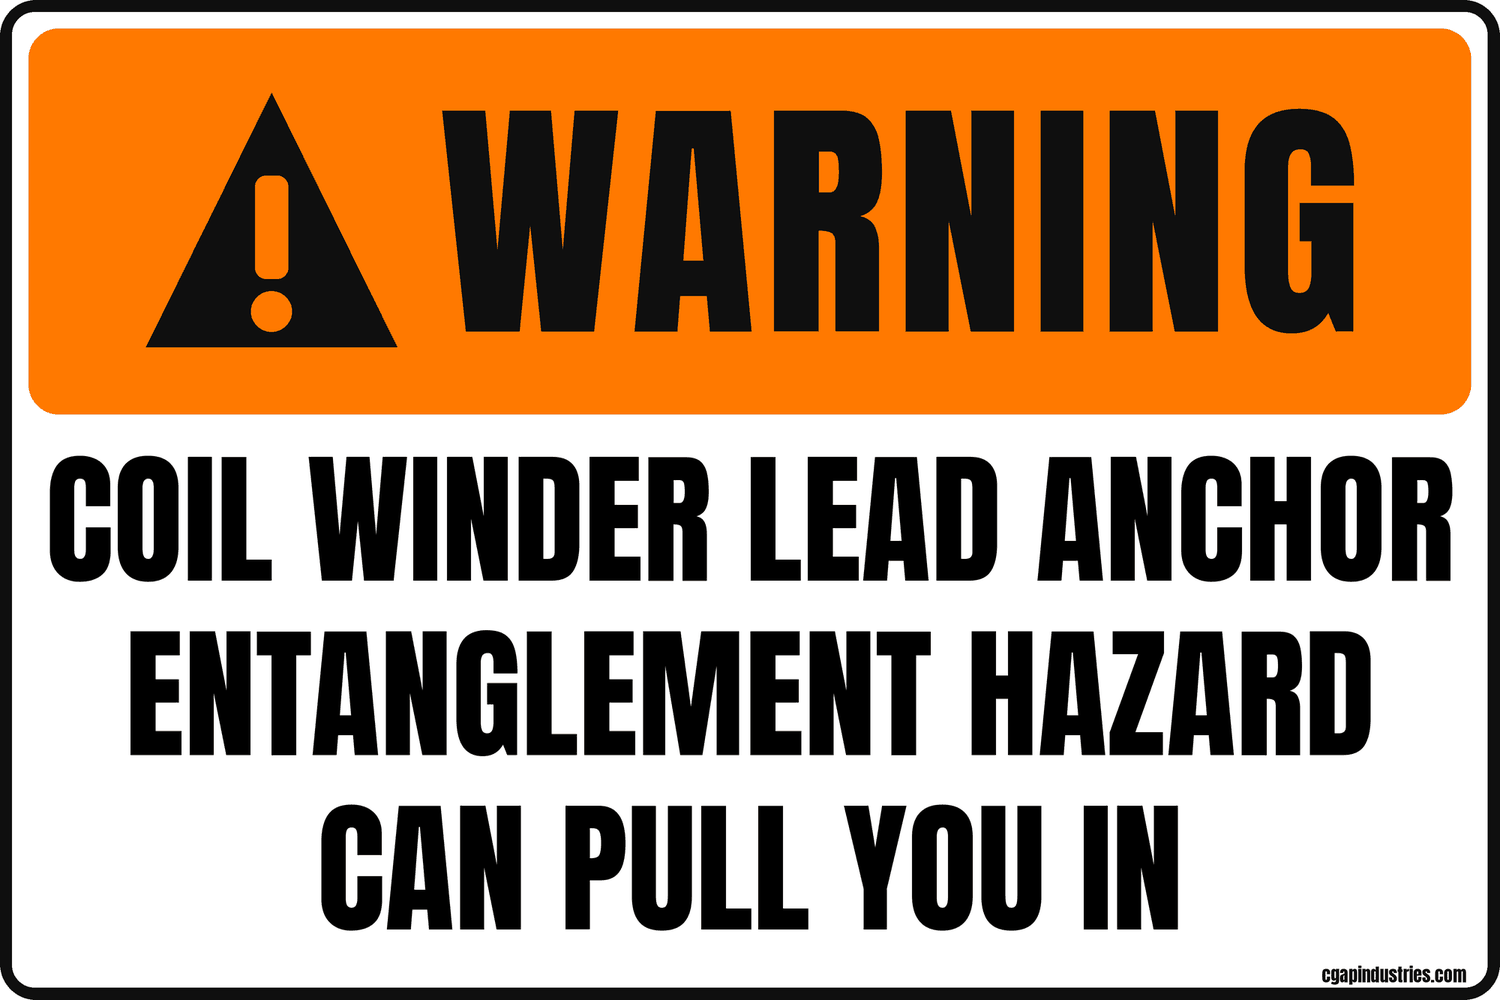 WARNING
COIL WINDER LEAD ANCHOR
ENTANGLEMENT HAZARD
CAN PULL YOU IN
cgapindustries.com